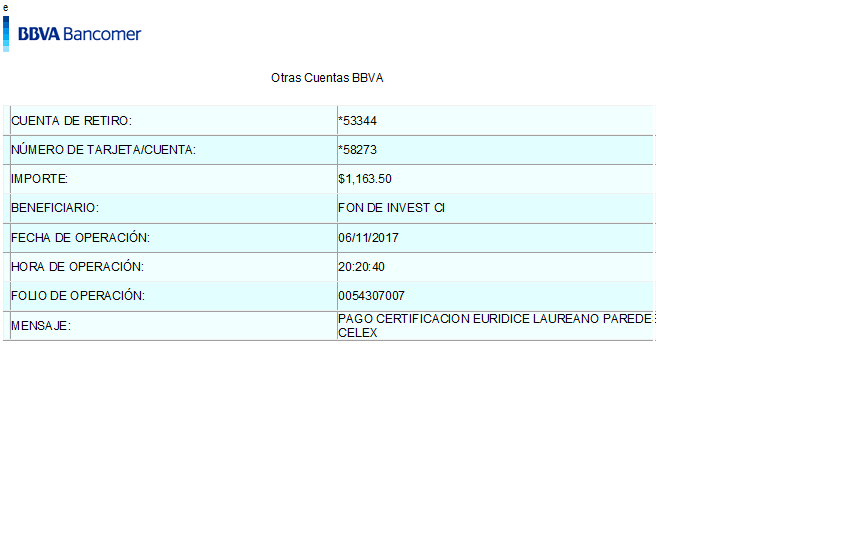 e
BBVA Bancomer
Otras Cuentas BBVA
CUENTA DE RETIRO: *53344
NÚMERO DE TARJETA/CUENTA: *58273
IMPORTE: $1,163.50
BENEFICIARIO: FON DE INVEST CI
FECHA DE OPERACIÓN: 06/11/2017
HORA DE OPERACIÓN: 20:20:40
FOLIO DE OPERACIÓN: 0054307007
MENSAJE: PAGO CERTIFICACION EURIDICE LAUREANO PAREDE
CELEX